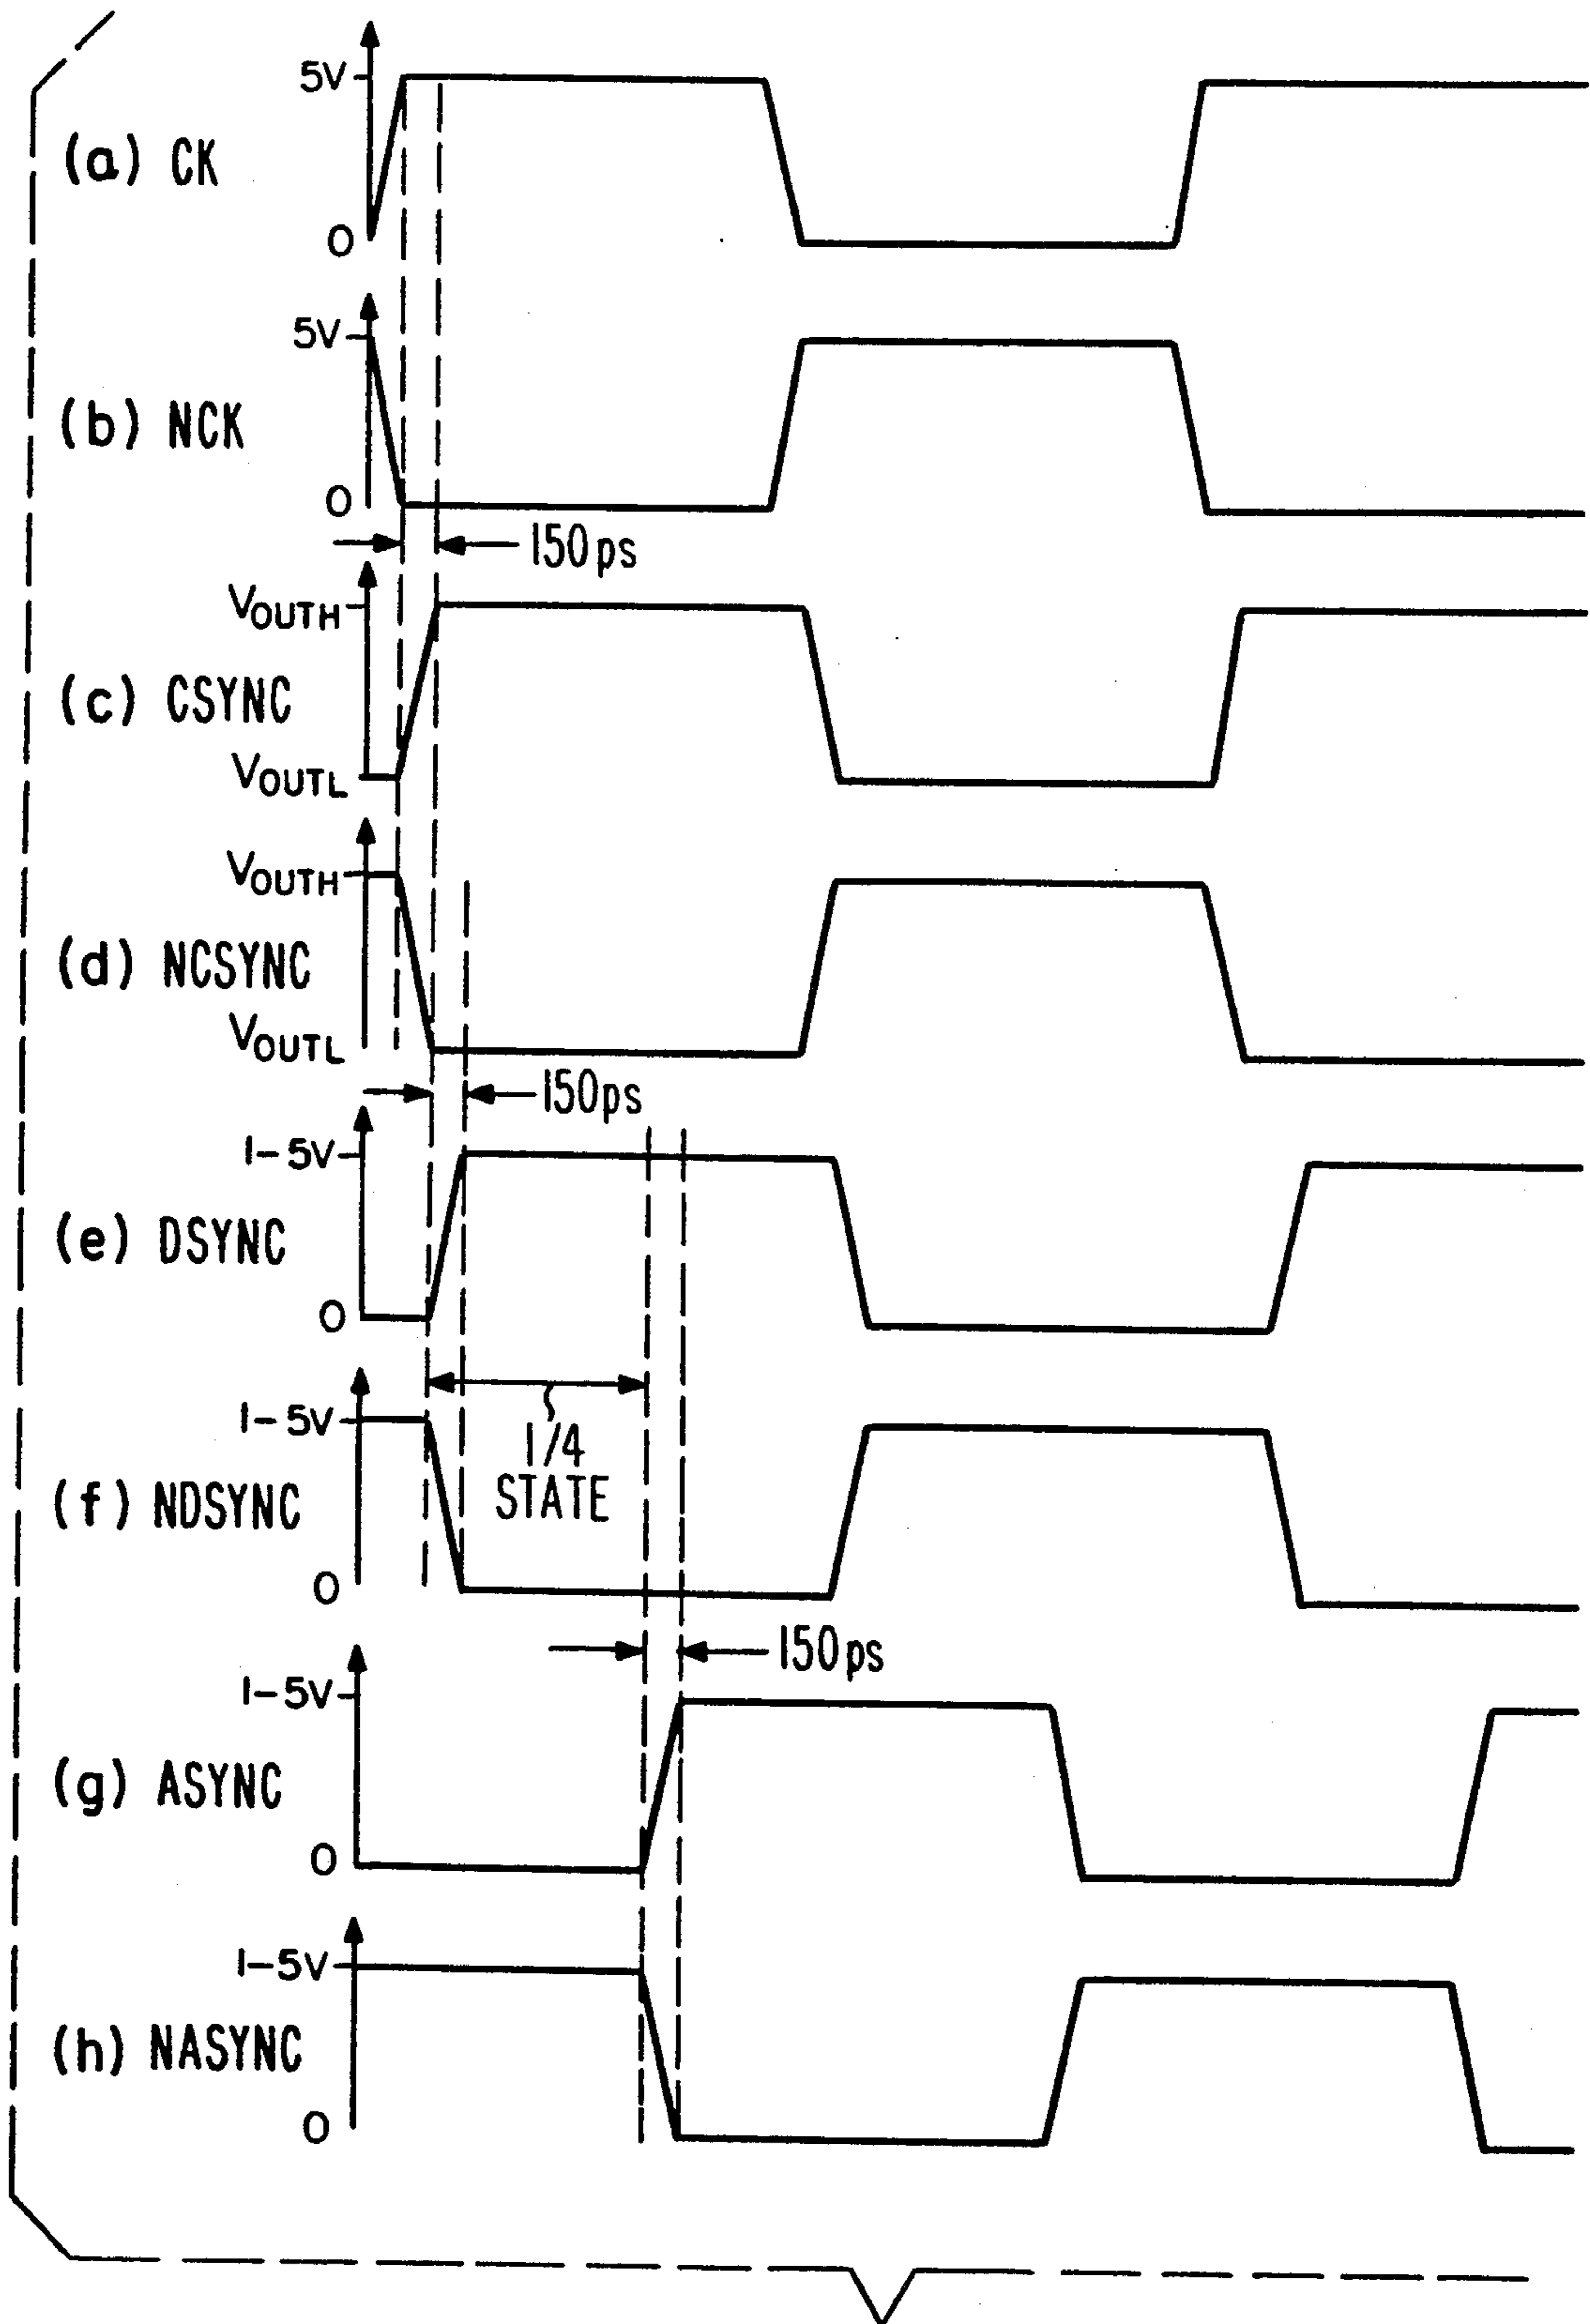 5V
(a) CK
0
5V
(b) NCK
0
150ps
VOUTH
(c) CSYNC
VOUTL
VOUTH
(d) NCSYNC
VOUTL
150ps
1-5V
(e) DSYNC
0
1-5V
1/4
STATE
(f) NDSYNC
0
150ps
1-5V
(g) ASYNC
0
1-5V
(h) NASYNC
0